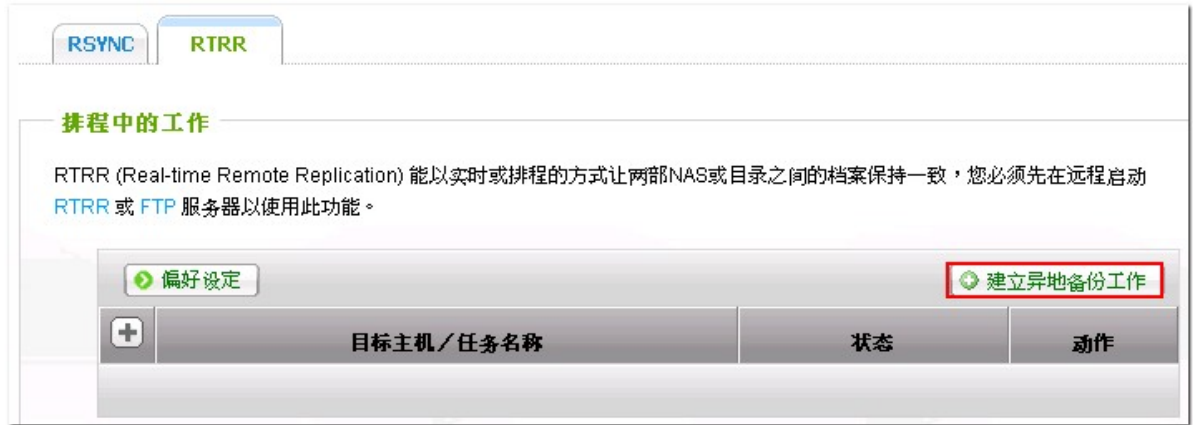 RSYNC
RTRR
排程中的工作
RTRR (Real-time Remote Replication) 能以实时或排程的方式让两部NAS或目录之间的档案保持一致，您必须先在远程启动
RTRR 或 FTP 服务器以使用此功能。
偏好设定
建立异地备份工作
目标主机／任务名称
状态
动作